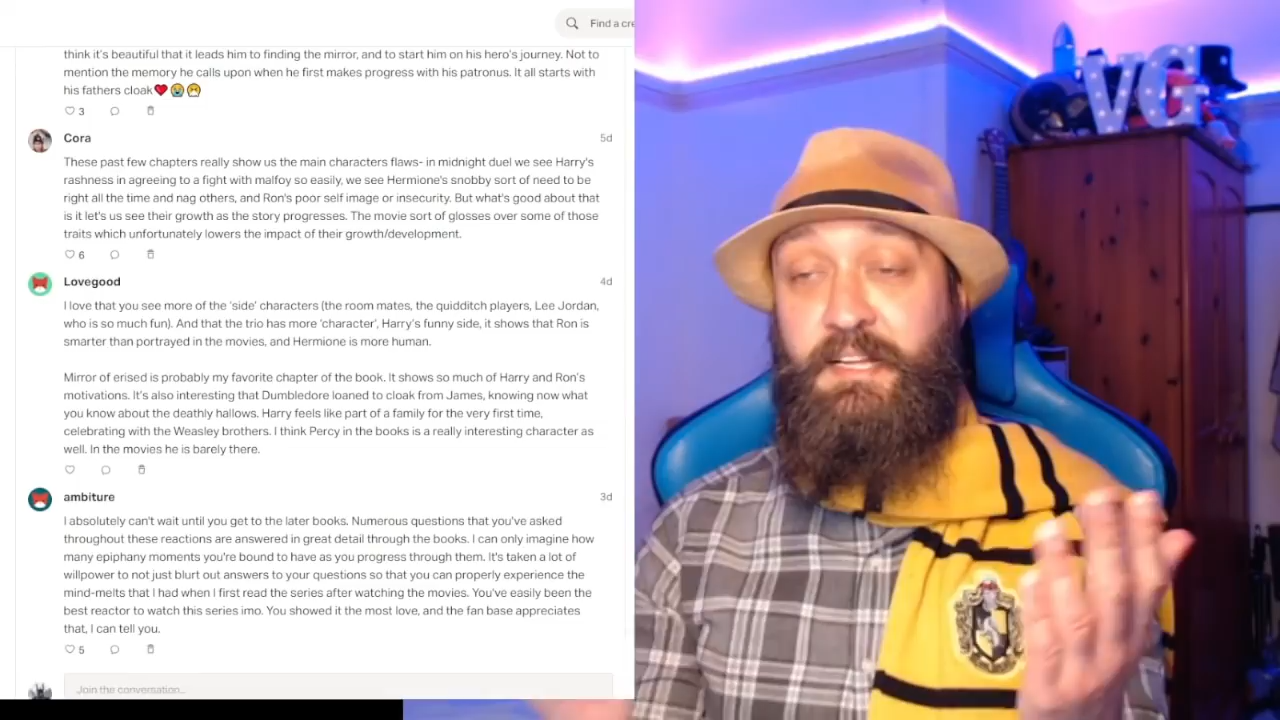 Find a cre
think it's beautiful that it leads him to finding the mirror, and to start him on his hero's journey. Not to
mention the memory he calls upon when he first makes progress with his patronus. It all starts with
his fathers cloak❤️😭😭
3
Cora
5d
These past few chapters really show us the main characters flaws- in midnight duel we see Harry's
rashness in agreeing to a fight with malfoy so easily, we see Hermione's snobby sort of need to be
right all the time and nag others, and Ron's poor self image or insecurity. But what's good about that
is it let's us see their growth as the story progresses. The movie sort of glosses over some of those
traits which unfortunately lowers the impact of their growth/development.
6
Lovegood
4d
I love that you see more of the 'side' characters (the room mates, the quidditch players, Lee Jordan,
who is so much fun). And that the trio has more 'character', Harry's funny side, it shows that Ron is
smarter than portrayed in the movies, and Hermione is more human.
Mirror of erised is probably my favorite chapter of the book. It shows so much of Harry and Ron's
motivations. It's also interesting that Dumbledore loaned to cloak from James, knowing now what
you know about the deathly hallows. Harry feels like part of a family for the very first time,
celebrating with the Weasley brothers. I think Percy in the books is a really interesting character as
well. In the movies he is barely there.
ambiture
3d
I absolutely can't wait until you get to the later books. Numerous questions that you've asked
throughout these reactions are answered in great detail through the books. I can only imagine how
many epiphany moments you're bound to have as you progress through them. It's taken a lot of
willpower to not just blurt out answers to your questions so that you can properly experience the
mind-melts that I had when I first read the series after watching the movies. You've easily been the
best reactor to watch this series imo. You showed it the most love, and the fan base appreciates
that, I can tell you.
5
Join the conversation...
VG